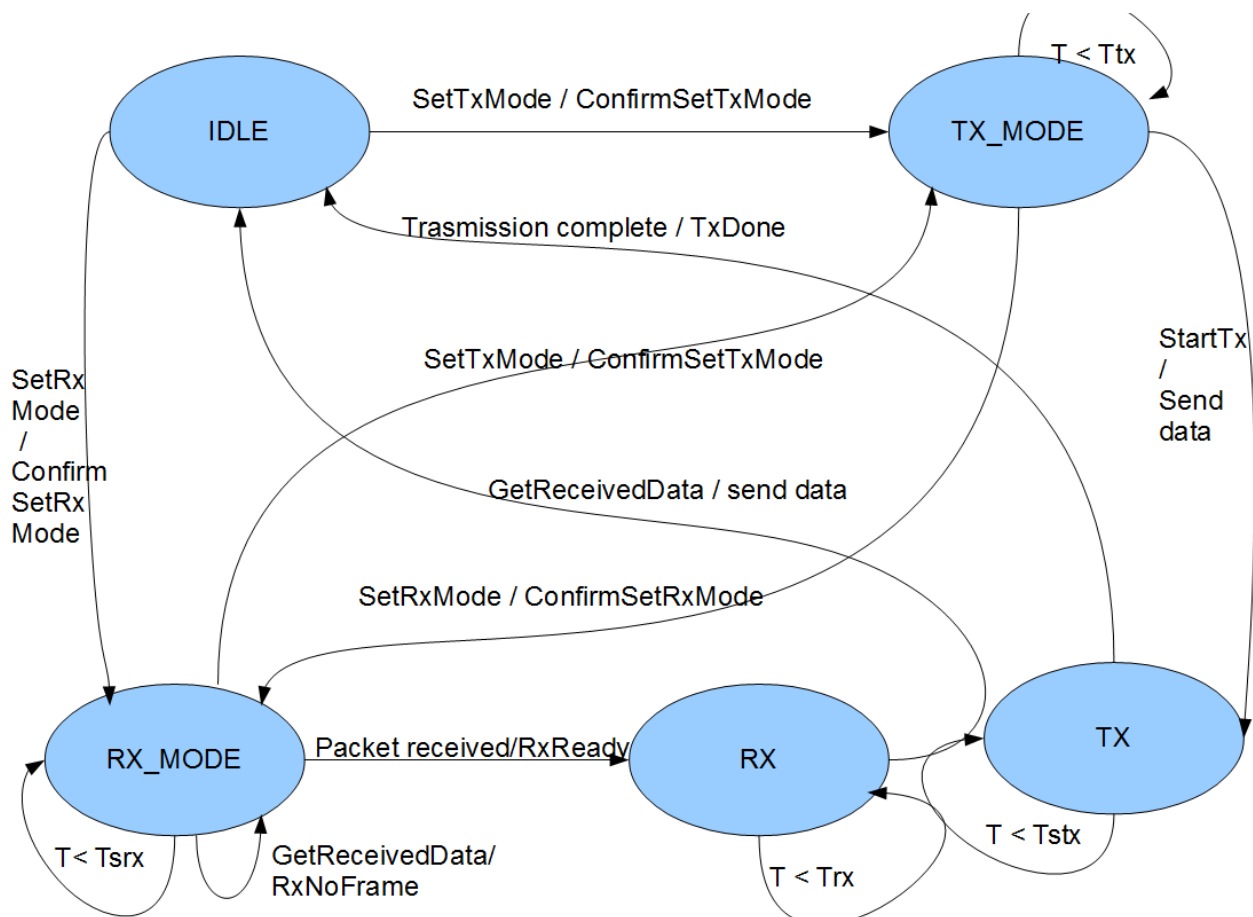 T < Ttx
SetTxMode / ConfirmSetTxMode
IDLE
TX_MODE
Trasmission complete / TxDone
StartTx
/
Send
data
SetTxMode / ConfirmSetTxMode
SetRx
Mode
/
Confirm
SetRx
Mode
GetReceivedData / send data
SetRxMode / ConfirmSetRxMode
RX_MODE
Packet received/RxReady
RX
TX
T< Tsrx
GetReceivedData/
RxNoFrame
T < Trx
T < Tstx